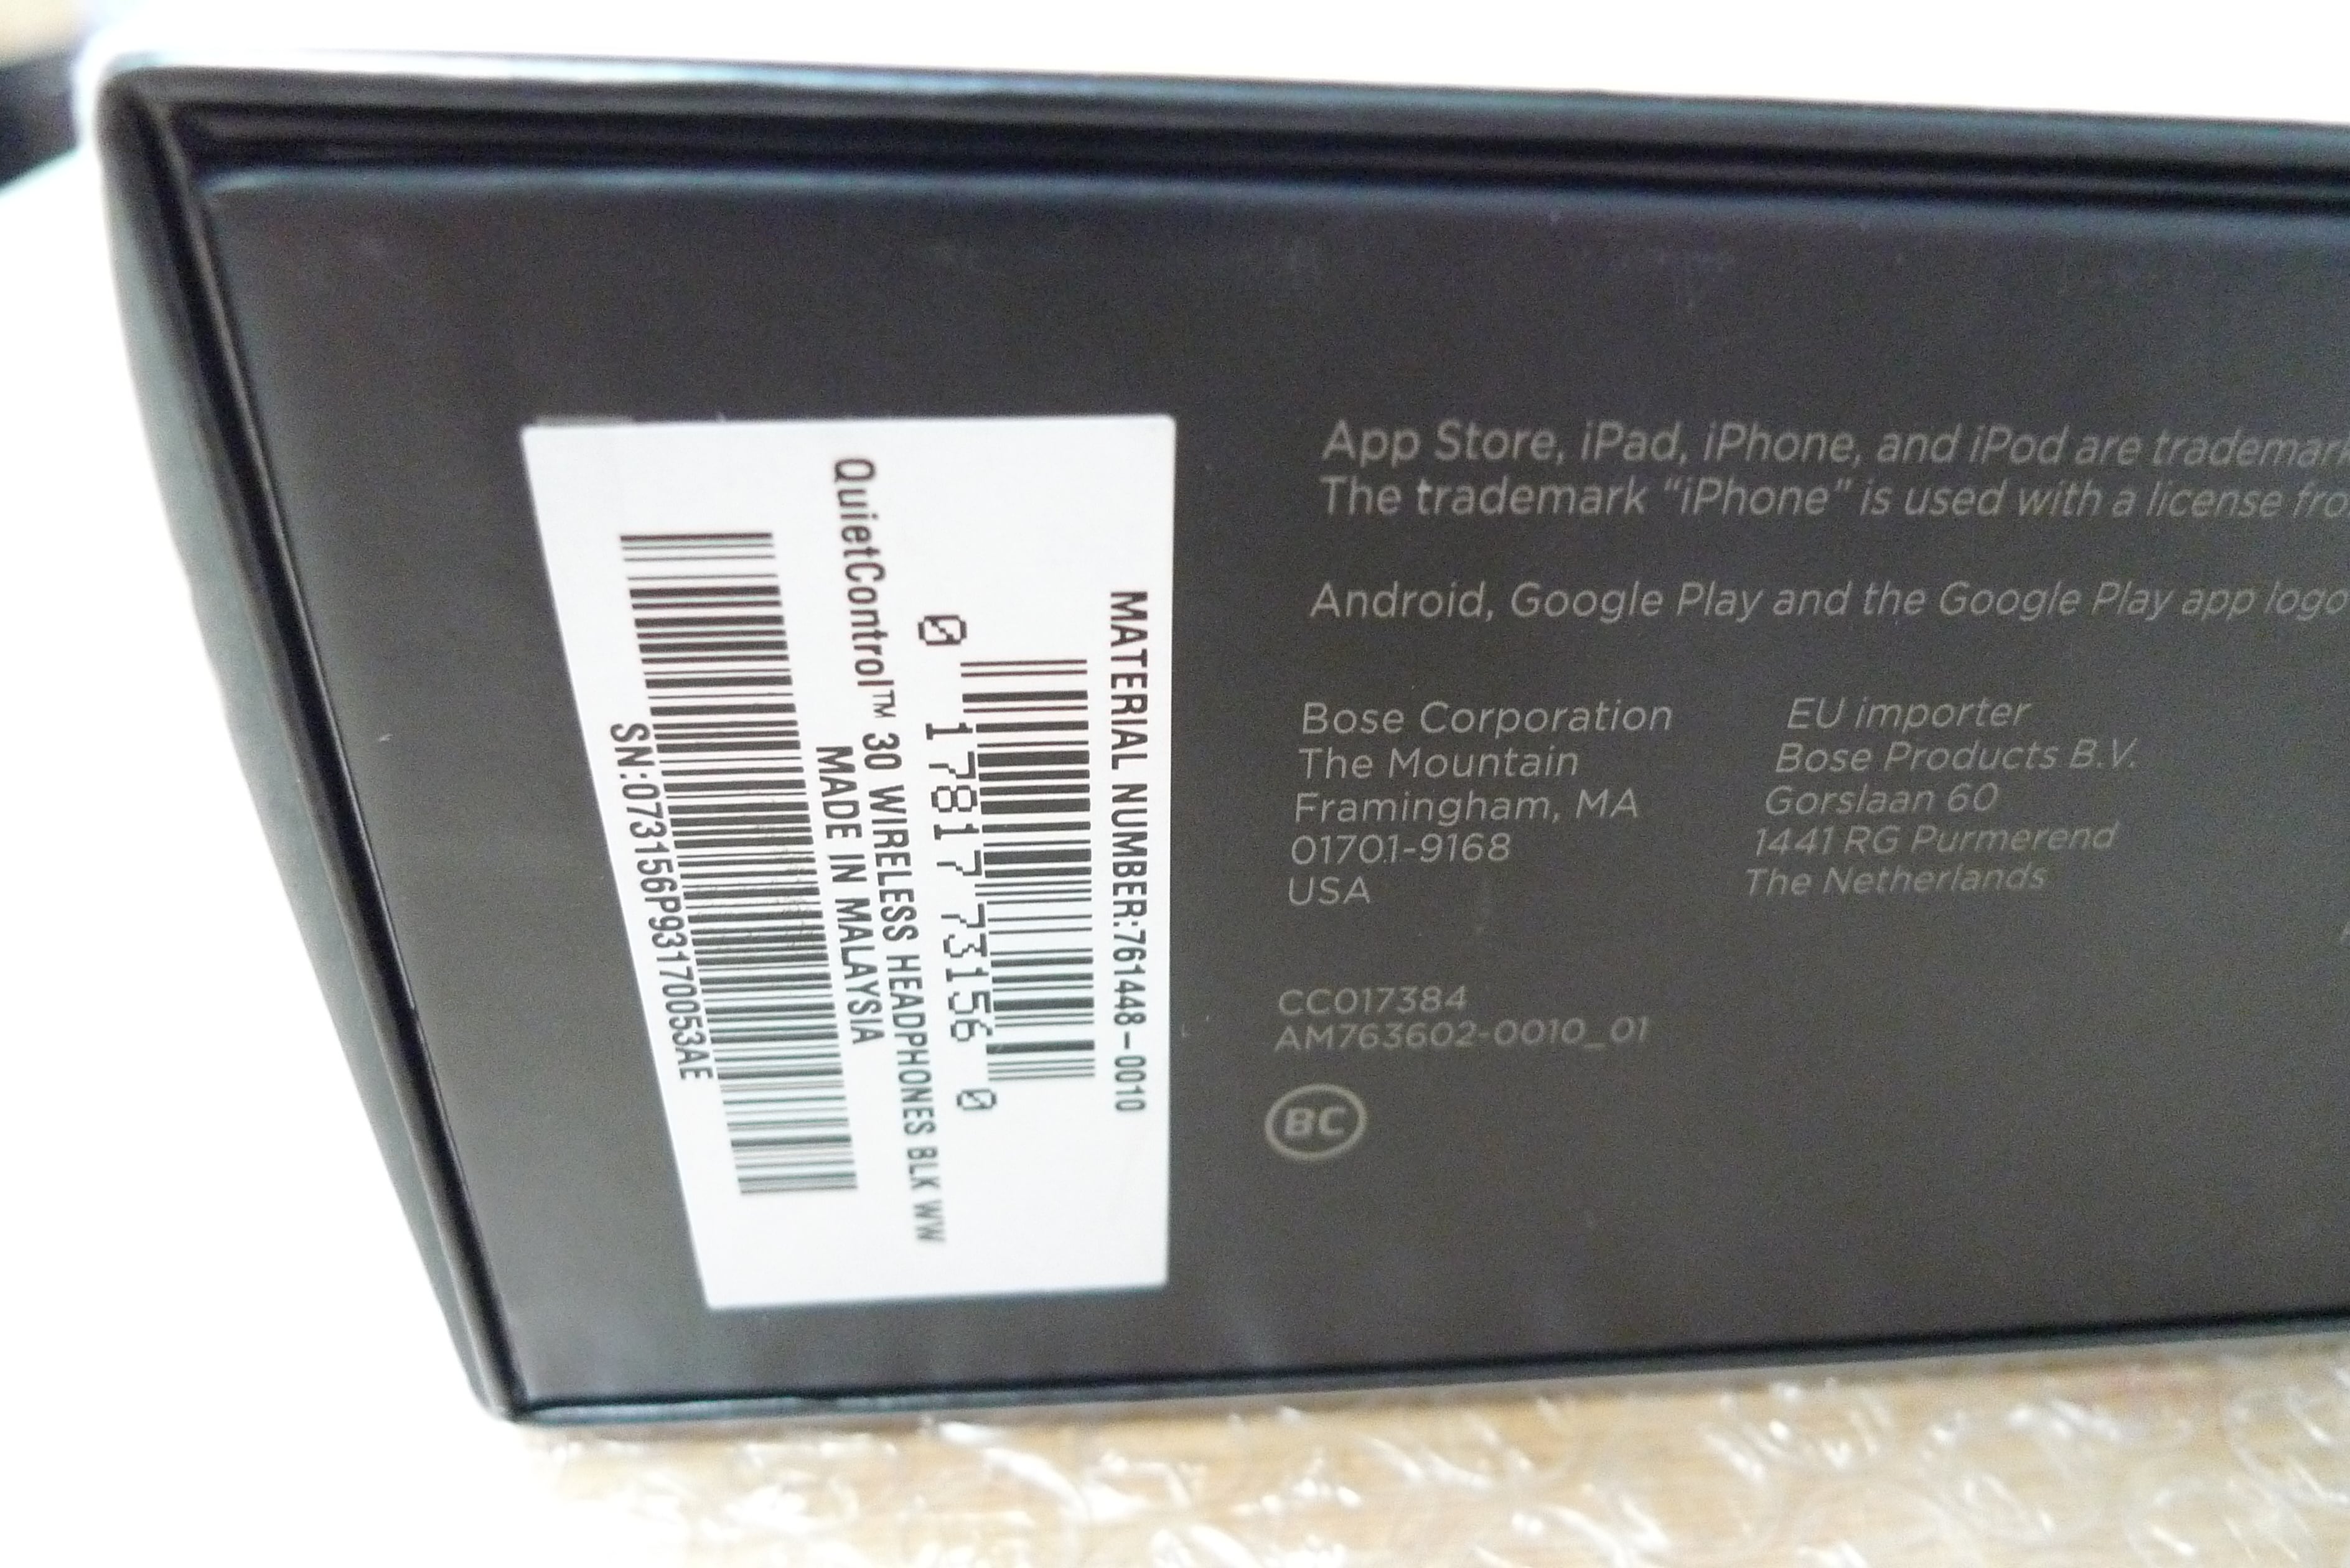 MATERIAL NUMBER:761448-0010
0 17817 73156 0
QuietControl™ 30 WIRELESS HEADPHONES BLK WW
MADE IN MALAYSIA
SN:073156P93170053AE
App Store, iPad, iPhone, and iPod are
The trademark “iPhone” is used with a license
Android, Google Play and the Google Play app logo
Bose Corporation
The Mountain
Framingham, MA
01701-9168
USA
EU importer
Bose Products B.V.
Gorslaan 60
1441 RG Purmerend
The Netherlands
CC017384
AM763602-0010_01
BC